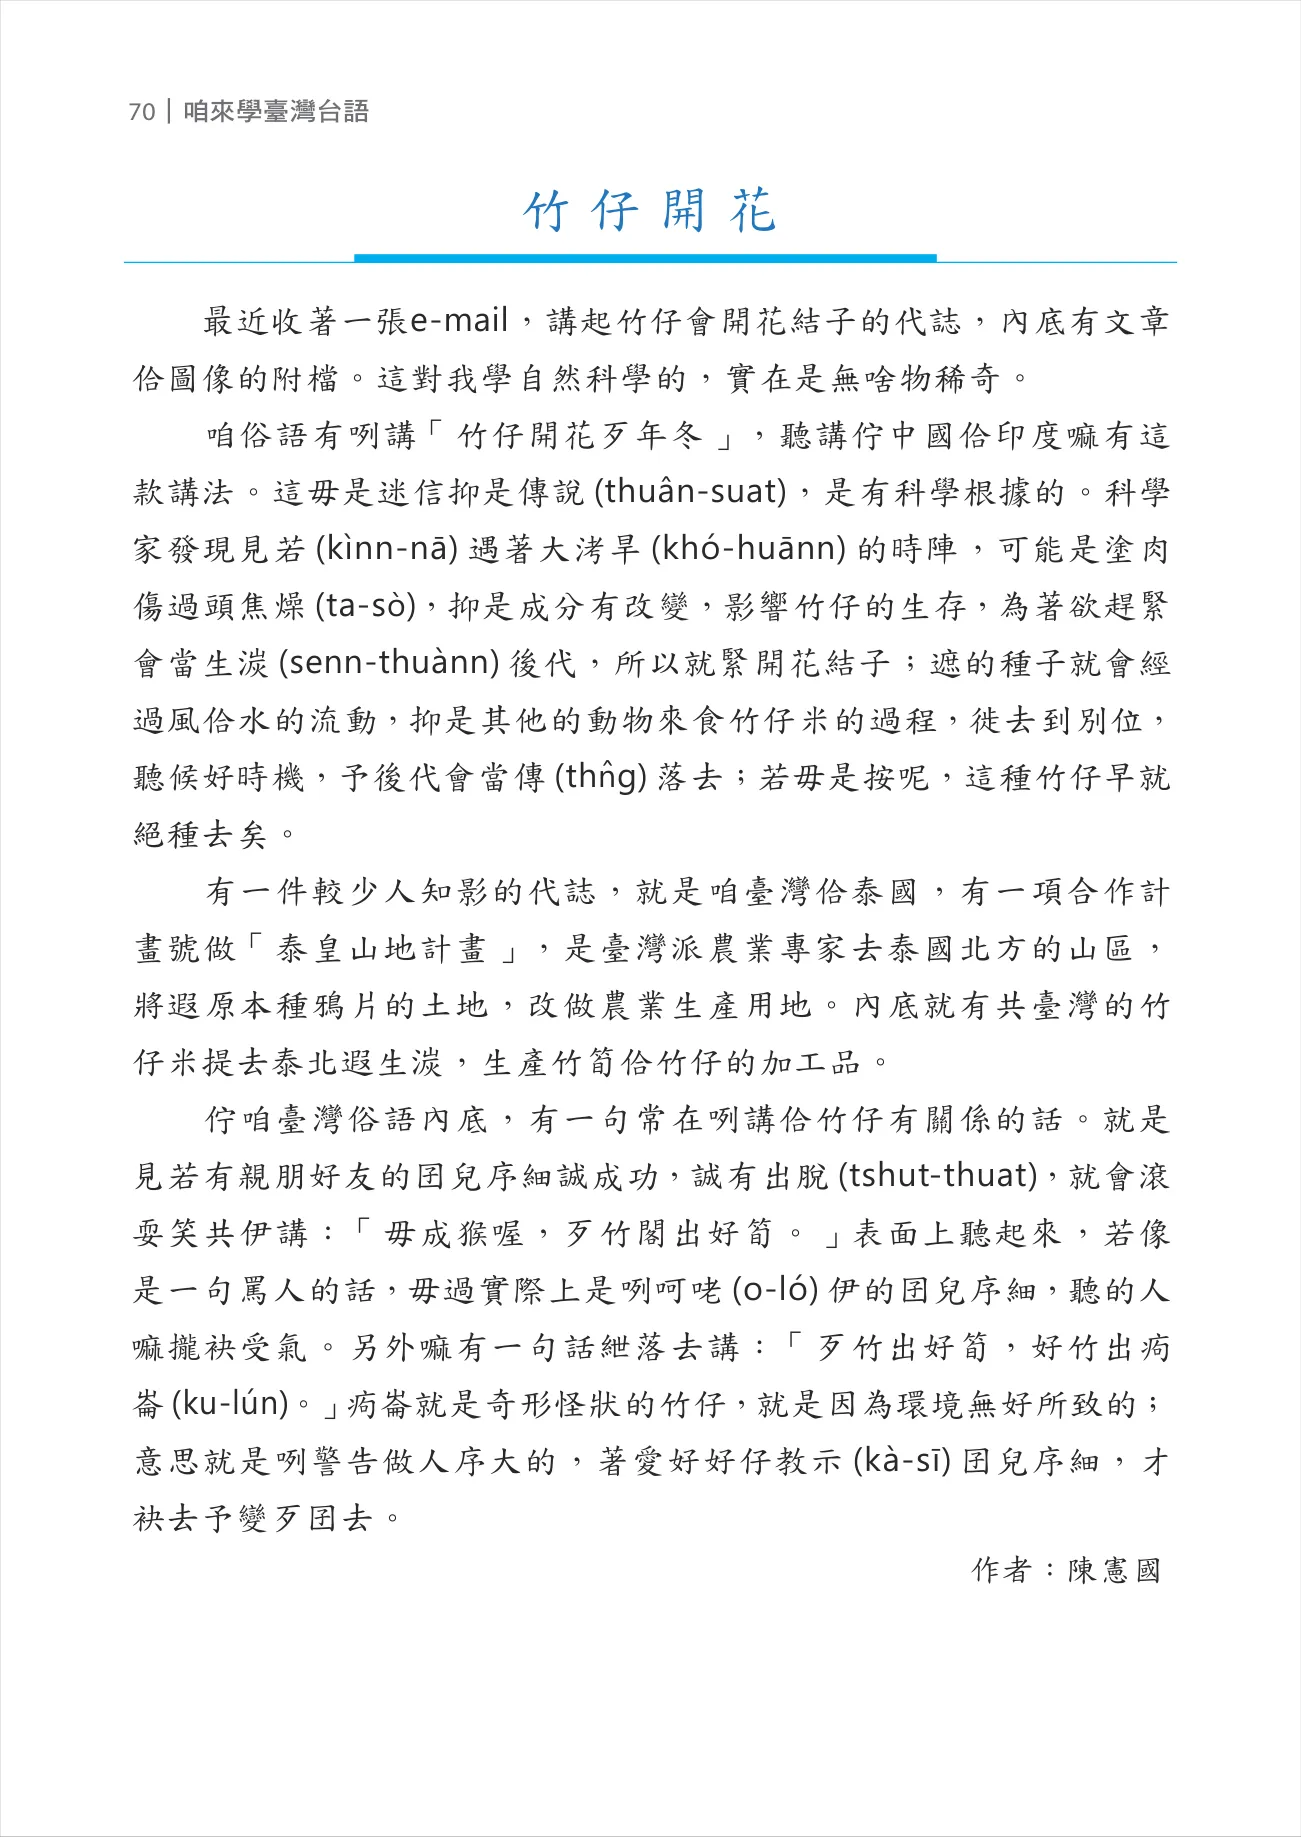 70｜咱來學臺灣台語
竹仔開花
最近收著一張e-mail，講起竹仔會開花結子的代誌，內底有文章
佮圖像的附檔。這對我學自然科學的，實在是無啥物稀奇。
咱俗語有咧講「竹仔開花歹年冬」，聽講佇中國佮印度嘛有這
款講法。這毋是迷信抑是傳說 (thuân-suat)，是有科學根據的。科學
家發現見若 (kìnn-nā) 遇著大洘旱 (khó-huānn) 的時陣，可能是塗肉
傷過頭焦燥 (ta-sò)，抑是成分有改變，影響竹仔的生存，為著欲趕緊
會當生湠 (senn-thuànn) 後代，所以就緊開花結子；遮的種子就會經
過風佮水的流動，抑是其他的動物來食竹仔米的過程，徙去到別位，
聽候好時機，予後代會當傳 (thn̂g) 落去；若毋是按呢，這種竹仔早就
絕種去矣。
有一件較少人知影的代誌，就是咱臺灣佮泰國，有一項合作計
畫號做「泰皇山地計畫」，是臺灣派農業專家去泰國北方的山區，
將遐原本種鴉片的土地，改做農業生產用地。內底就有共臺灣的竹
仔米提去泰北遐生湠，生產竹筍佮竹仔的加工品。
佇咱臺灣俗語內底，有一句常在咧講佮竹仔有關係的話。就是
見若有親朋好友的囝兒序細誠成功，誠有出脫 (tshut-thuat)，就會滾
耍笑共伊講：「毋成猴喔，歹竹閣出好筍。」表面上聽起來，若像
是一句罵人的話，毋過實際上是咧呵咾 (o-ló) 伊的囝兒序細，聽的人
嘛攏袂受氣。另外嘛有一句話紲落去講：「歹竹出好筍，好竹出痀
崙 (ku-lún)。」痀崙就是奇形怪狀的竹仔，就是因為環境無好所致的；
意思就是咧警告做人序大的，著愛好好仔教示 (kà-sī) 囝兒序細，才
袂去予變歹囝去。
作者：陳憲國